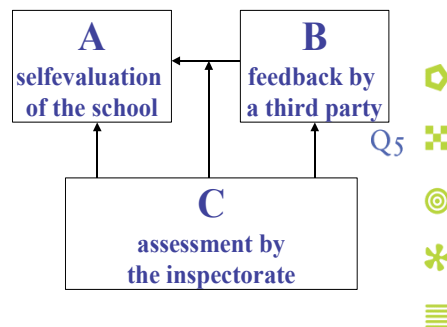 A
selfevaluation
of the school
B
feedback by
a third party
Q5
C
assessment by
the inspectorate